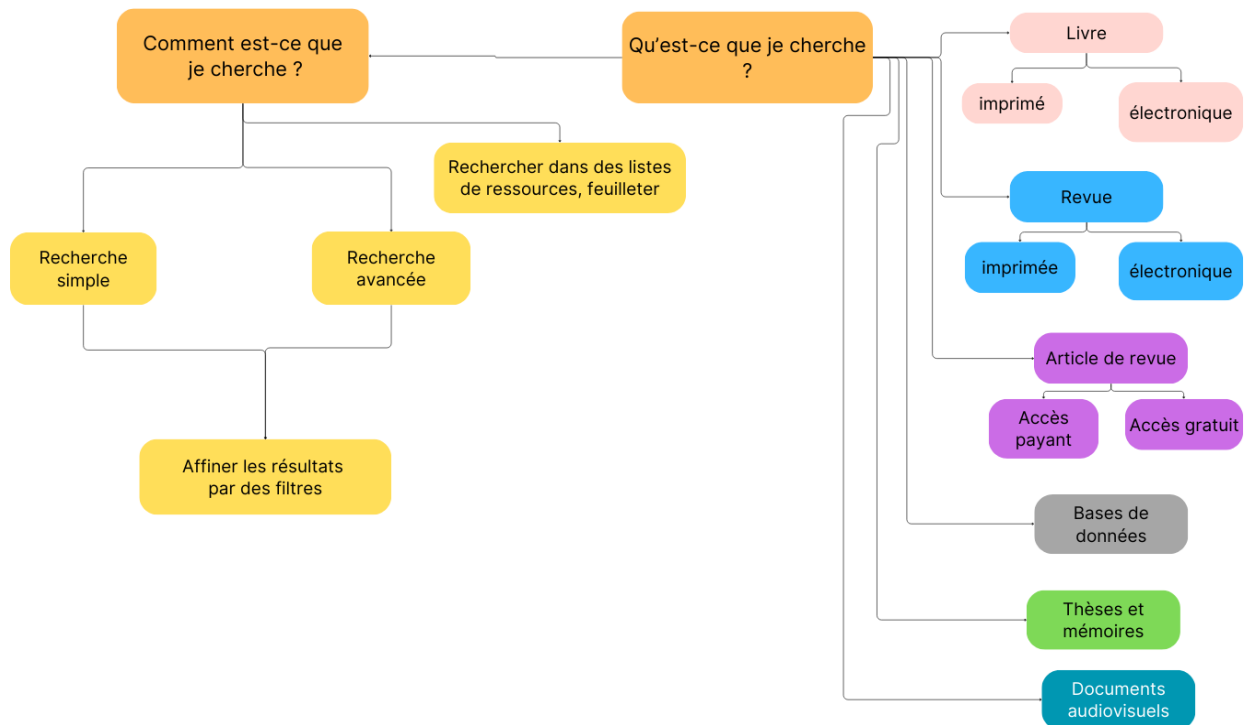 Comment est-ce que
je cherche ?
Qu'est-ce que je cherche
?
Livre
imprimé
électronique
Rechercher dans des listes
de ressources, feuilleter
Revue
imprimée
électronique
Recherche
simple
Recherche
avancée
Article de revue
Accès
payant
Accès gratuit
Affiner les résultats
par des filtres
Bases de
données
Thèses et
mémoires
Documents
audiovisuels